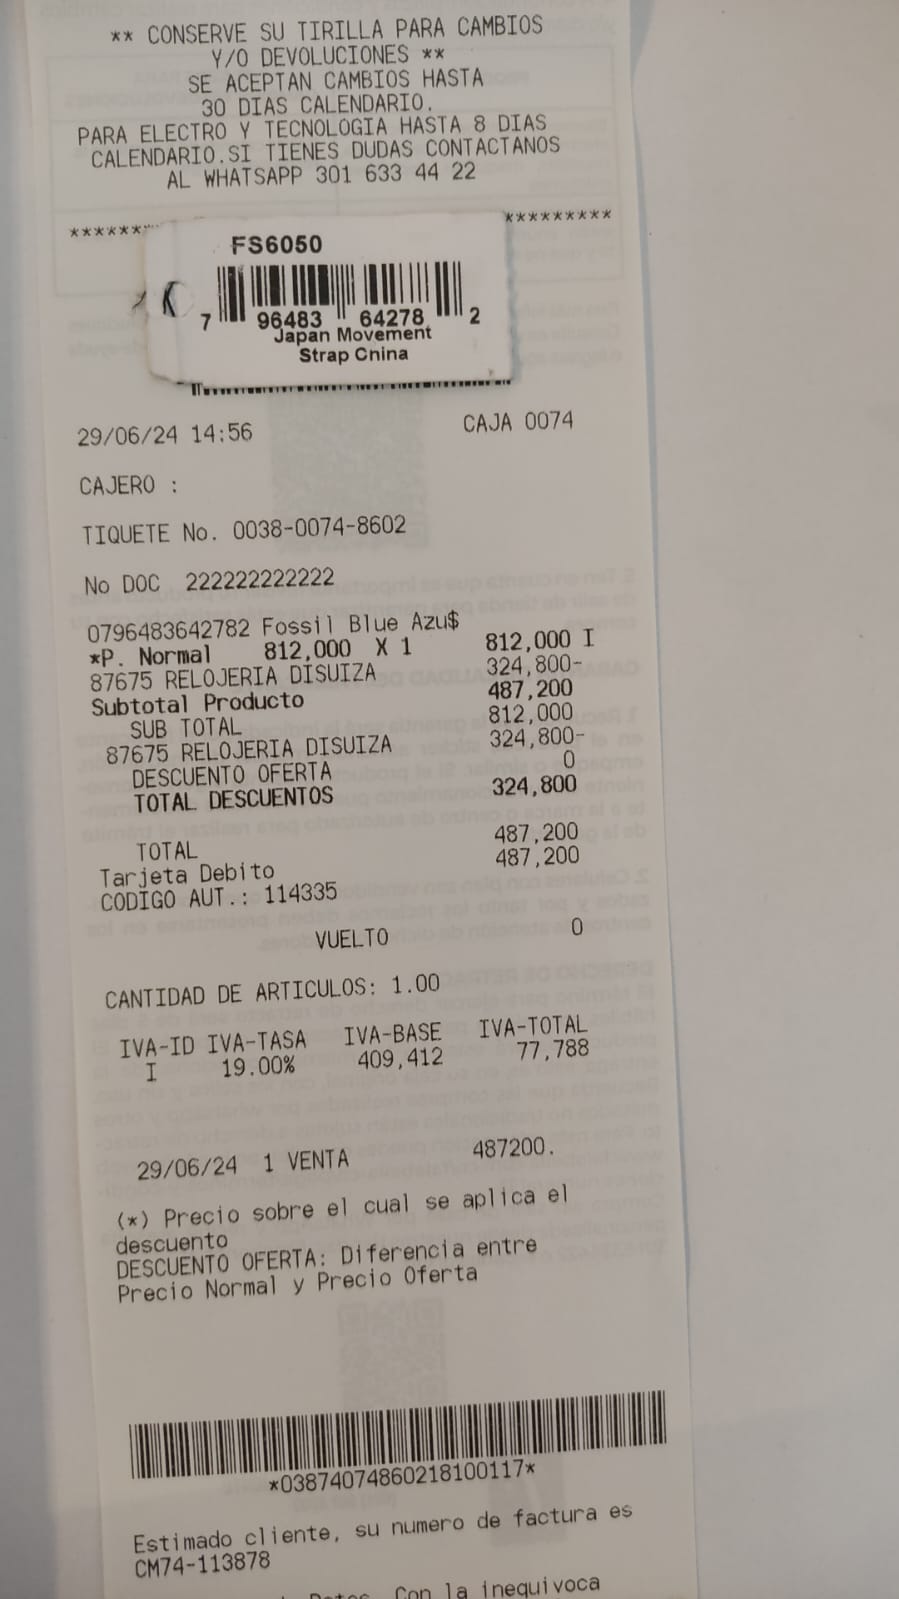 ** CONSERVE SU TIRILLA PARA CAMBIOS
Y/O DEVOLUCIONES **
SE ACEPTAN CAMBIOS HASTA
30 DIAS CALENDARIO.
PARA ELECTRO Y TECNOLOGIA HASTA 8 DIAS
CALENDARIO.SI TIENES DUDAS CONTACTANOS
AL WHATSAPP 301 633 44 22
****** *********
FS6050
7 96483 64278 2
Japan Movement
Strap China
29/06/24 14:56 CAJA 0074
CAJERO :
TIQUETE No. 0038-0074-8602
No DOC 222222222222
0796483642782 Fossil Blue Azu$
*P. Normal 812,000 X 1 812,000 I
87675 RELOJERIA DISUIZA 324,800-
Subtotal Producto 487,200
SUB TOTAL 812,000
87675 RELOJERIA DISUIZA 324,800-
DESCUENTO OFERTA 0
TOTAL DESCUENTOS 324,800
TOTAL 487,200
Tarjeta Debito 487,200
CODIGO AUT.: 114335
VUELTO 0
CANTIDAD DE ARTICULOS: 1.00
IVA-ID IVA-TASA IVA-BASE IVA-TOTAL
I 19.00% 409,412 77,788
29/06/24 1 VENTA 487200.
(*) Precio sobre el cual se aplica el
descuento
DESCUENTO OFERTA: Diferencia entre
Precio Normal y Precio Oferta
*03874074860218100117*
Estimado cliente, su numero de factura es
CM74-113878
Con la inequivoca